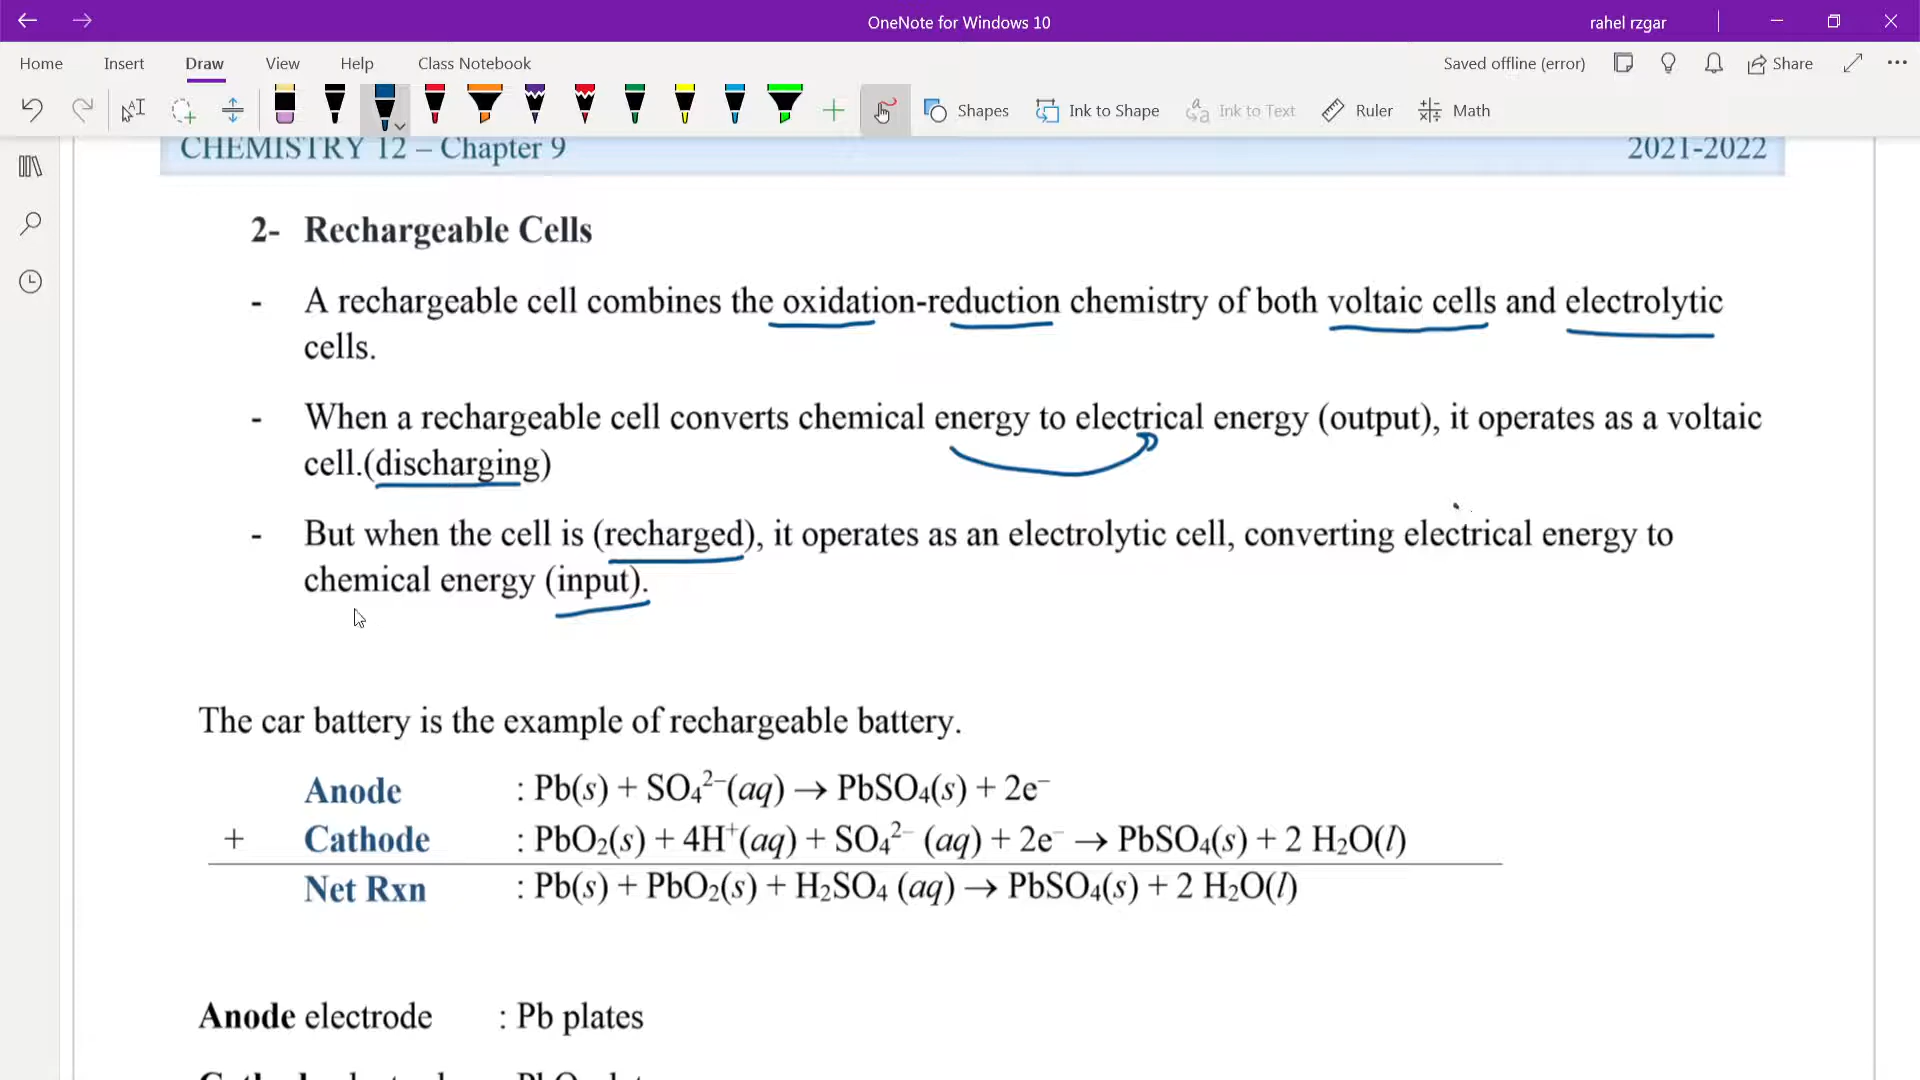 OneNote for Windows 10
rahel rzgar
Home Insert Draw View Help Class Notebook
Saved offline (error) Share
Shapes Ink to Shape Ink to Text Ruler Math
CHEMISTRY 12 – Chapter 9 2021-2022
2- Rechargeable Cells
- A rechargeable cell combines the oxidation-reduction chemistry of both voltaic cells and electrolytic
cells.
- When a rechargeable cell converts chemical energy to electrical energy (output), it operates as a voltaic
cell.(discharging)
- But when the cell is (recharged), it operates as an electrolytic cell, converting electrical energy to
chemical energy (input).
The car battery is the example of rechargeable battery.
Anode : Pb(s) + SO₄²⁻(aq) → PbSO₄(s) + 2e⁻
+ Cathode : PbO₂(s) + 4H⁺(aq) + SO₄²⁻ (aq) + 2e⁻ → PbSO₄(s) + 2 H₂O(l)
Net Rxn : Pb(s) + PbO₂(s) + H₂SO₄ (aq) → PbSO₄(s) + 2 H₂O(l)
Anode electrode : Pb plates